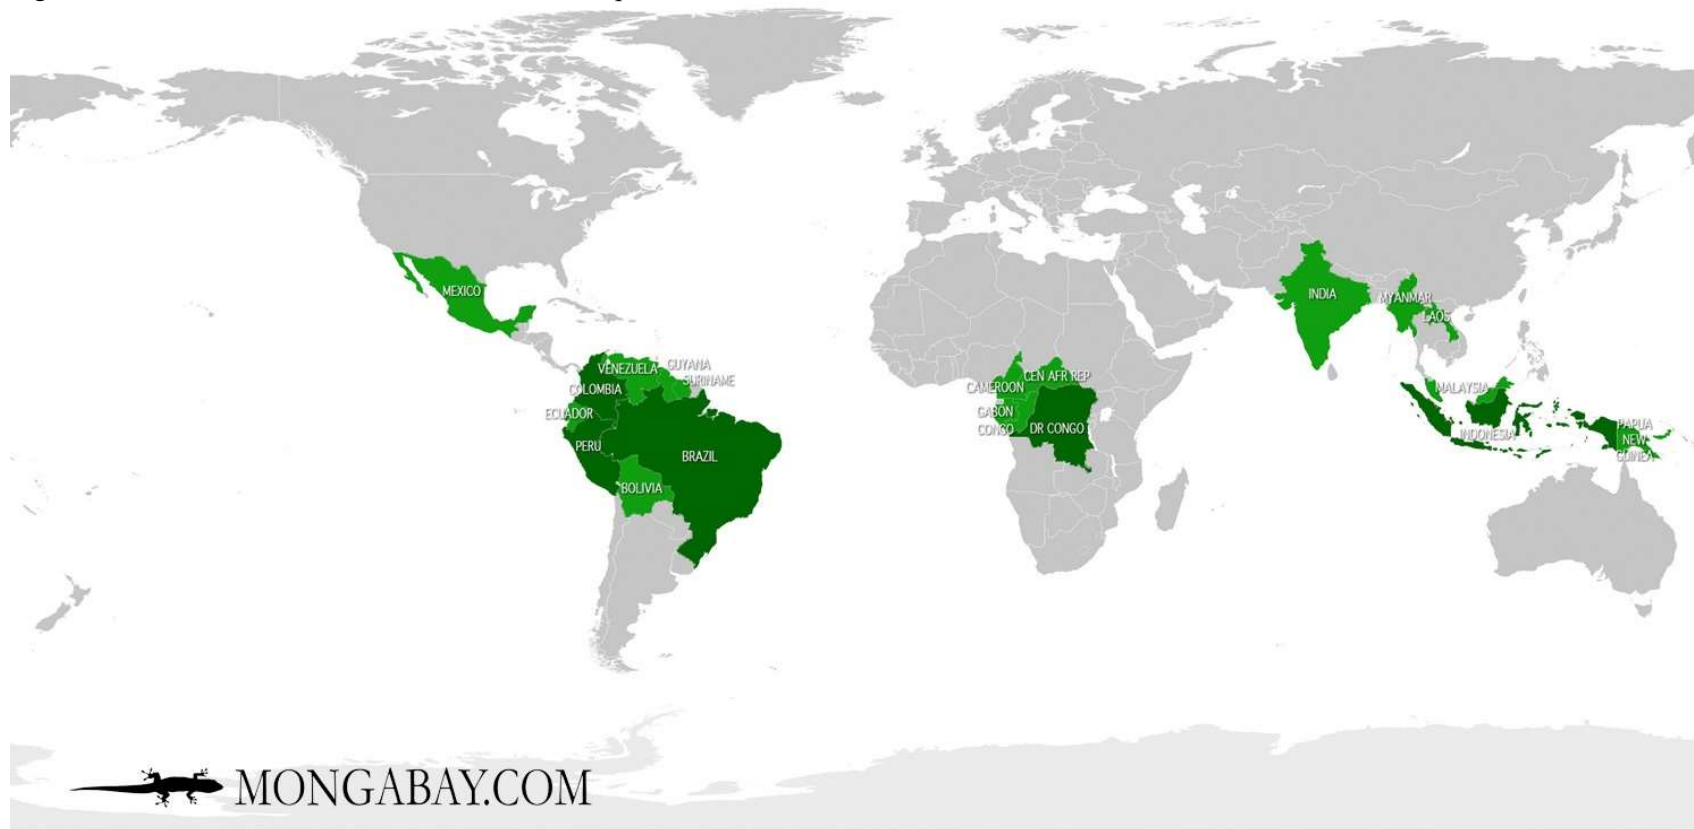 MEXICO
VENEZUELA
GUYANA
SURINAME
COLOMBIA
ECUADOR
PERU
BRAZIL
BOLIVIA
CEN AFR REP
CAMEROON
GABON
CONGO
DR CONGO
INDIA
MYANMAR
LAOS
MALAYSIA
INDONESIA
PAPUA
NEW
GUINEA
MONGABAY.COM